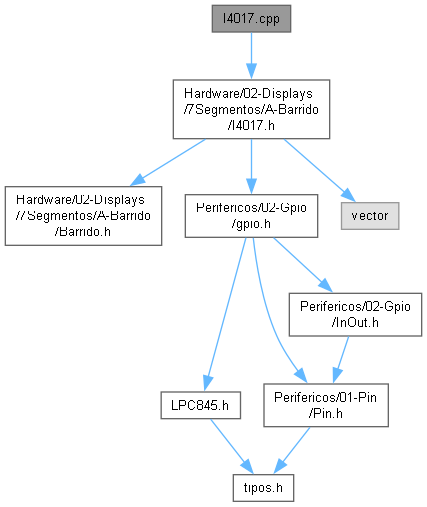 I4017.cpp
Hardware/02-Displays
/7Segmentos/A-Barrido
/I4017.h
Hardware/02-Displays
/7Segmentos/A-Barrido
/Barrido.h
Perifericos/02-Gpio
/gpio.h
vector
Perifericos/02-Gpio
/InOut.h
LPC845.h
Perifericos/01-Pin
/Pin.h
tipos.h